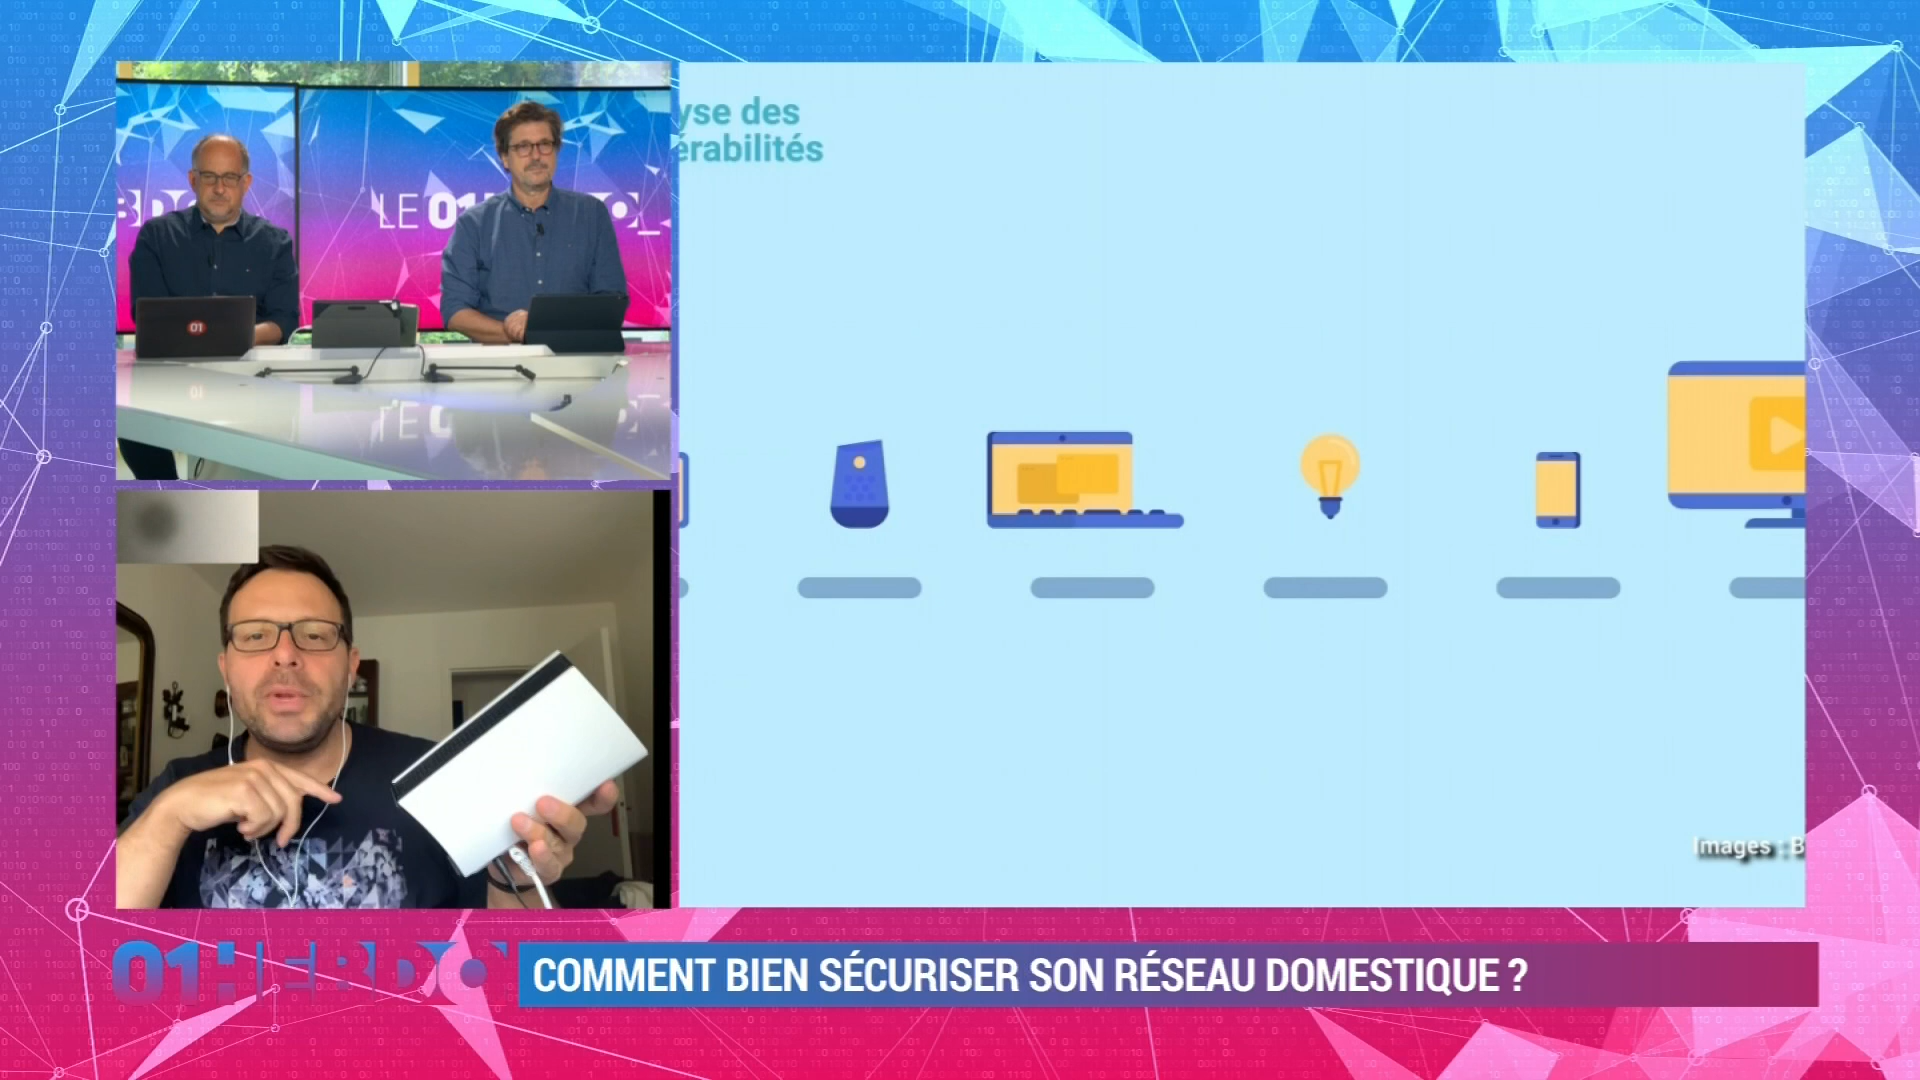 yse des
érabilités
LE 01
01
Images : B
01HEBDO
COMMENT BIEN SÉCURISER SON RÉSEAU DOMESTIQUE ?